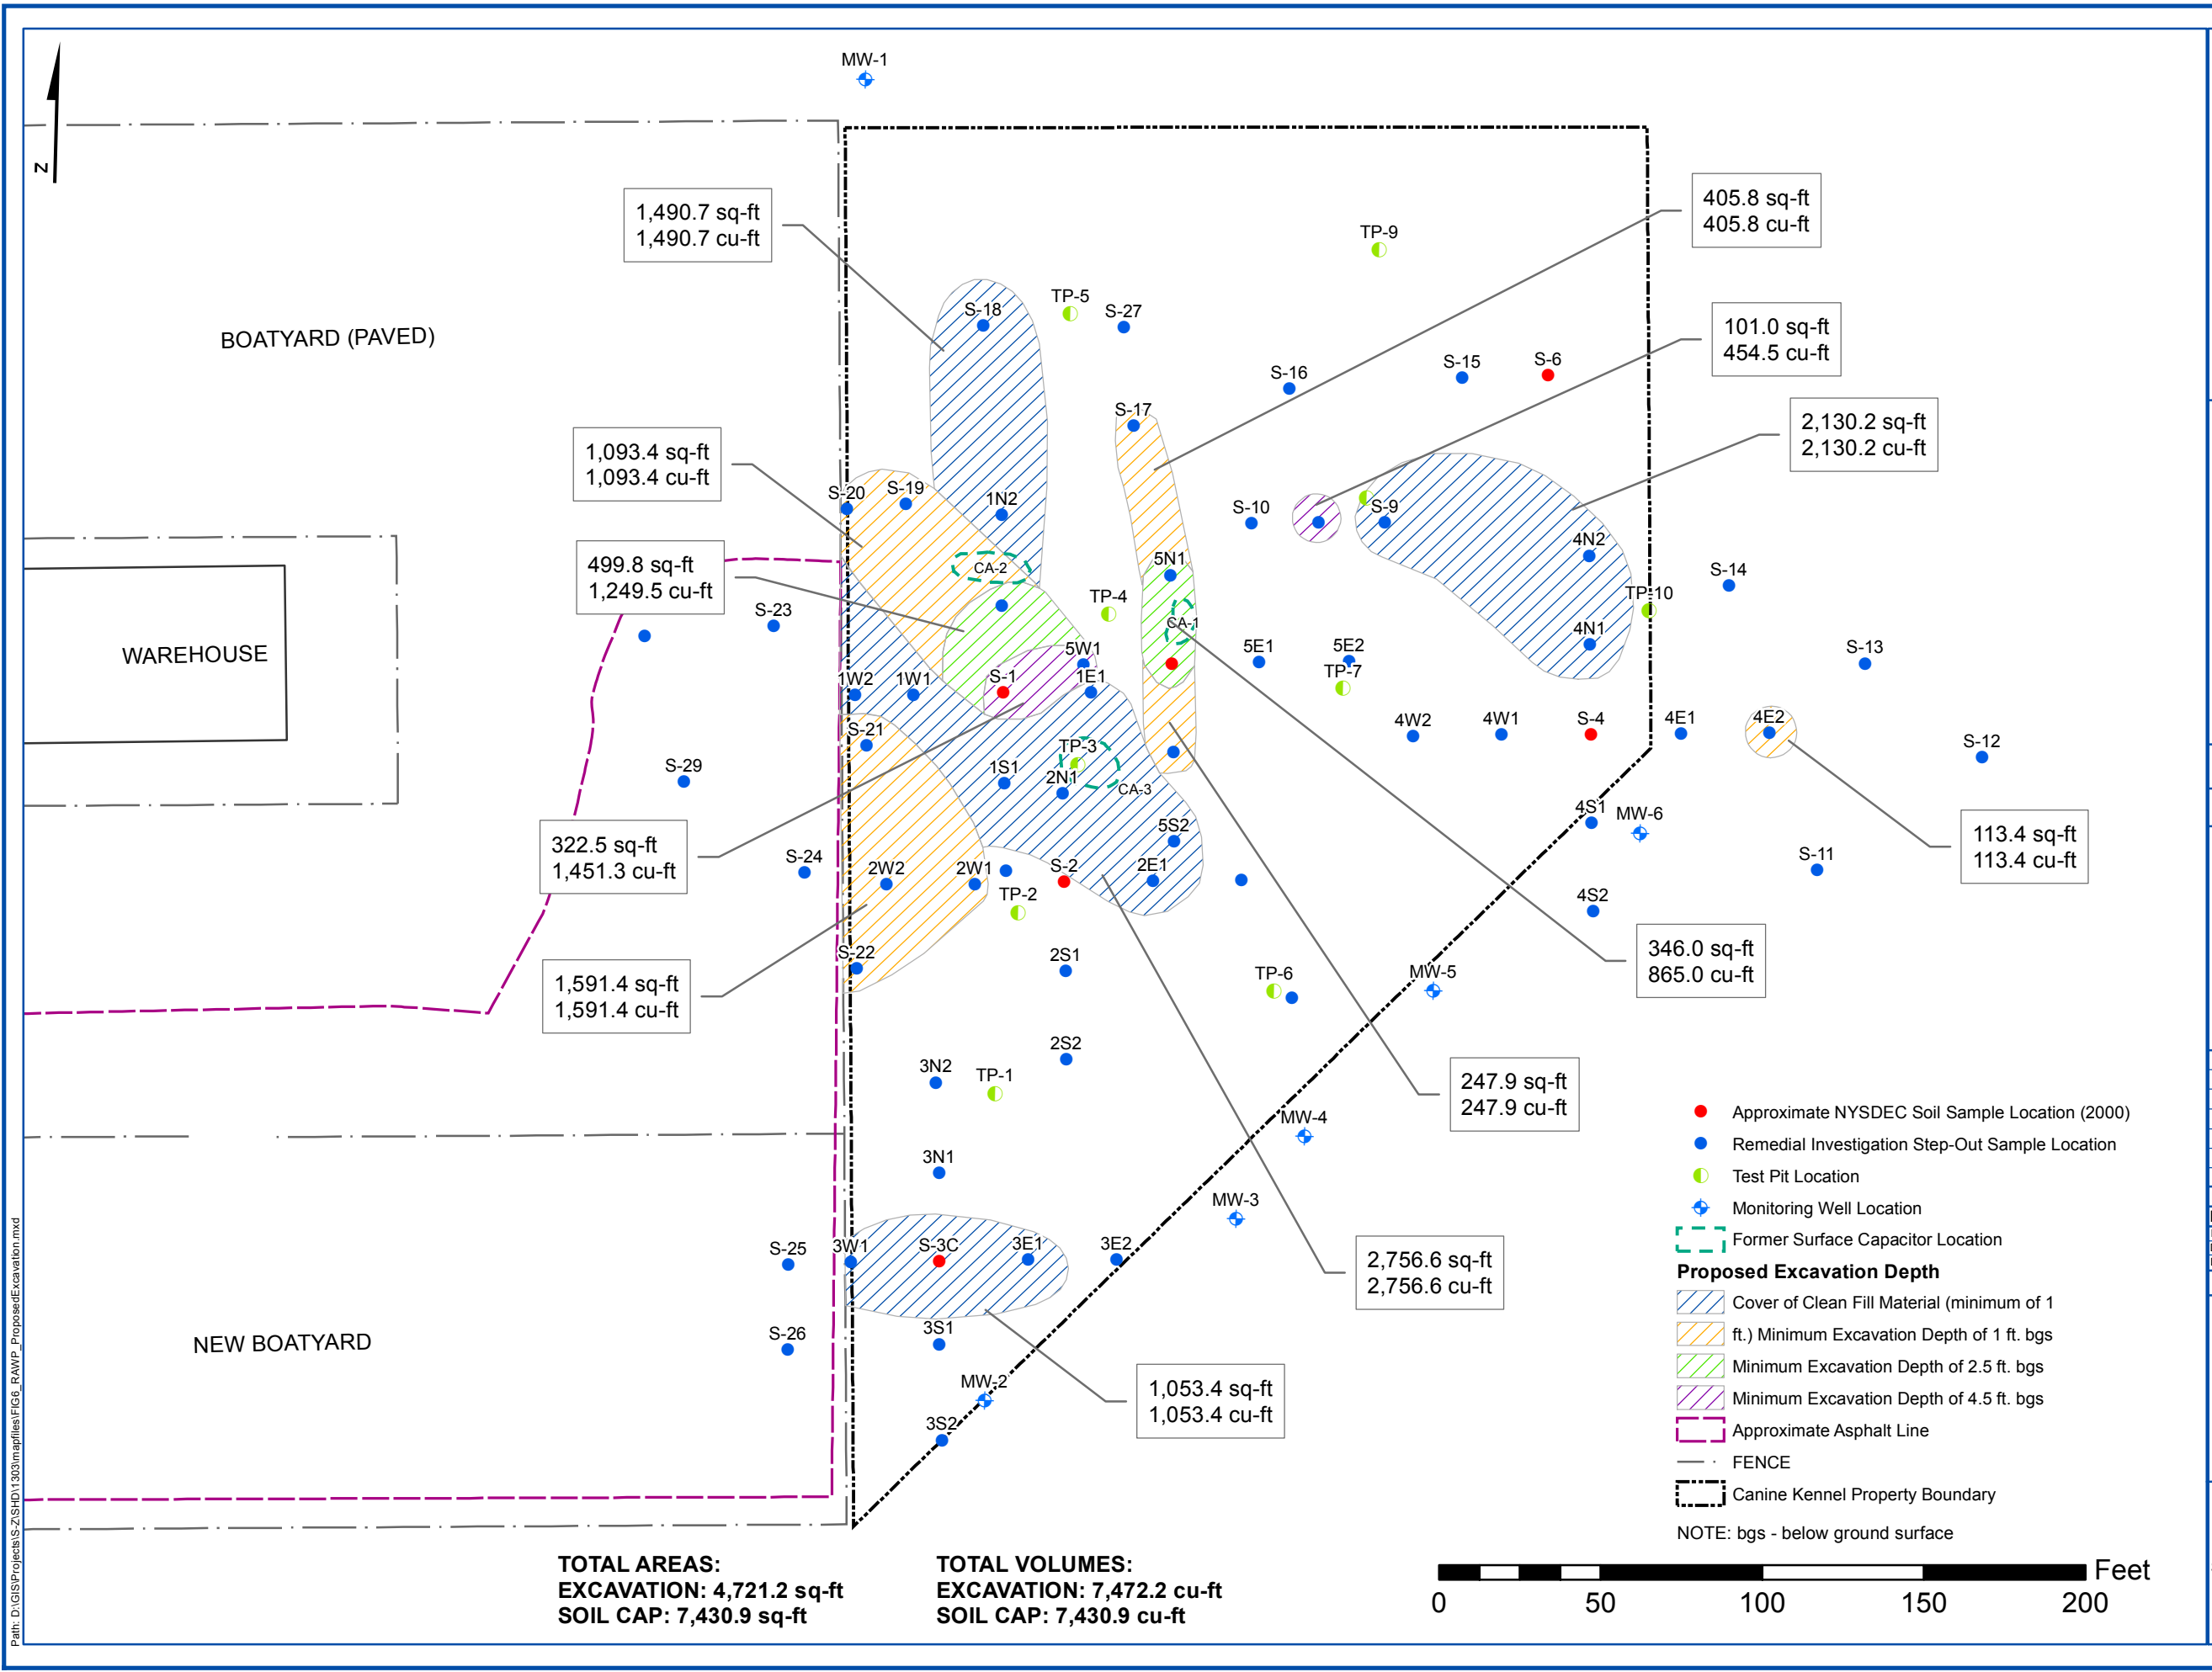 MW-1
N
1,490.7 sq-ft
1,490.7 cu-ft
405.8 sq-ft
405.8 cu-ft
TP-9
BOATYARD (PAVED)
S-18
TP-5
S-27
101.0 sq-ft
454.5 cu-ft
S-16
S-15
S-6
S-17
2,130.2 sq-ft
2,130.2 cu-ft
1,093.4 sq-ft
1,093.4 cu-ft
S-20
S-19
1N2
S-10
S-9
4N2
499.8 sq-ft
1,249.5 cu-ft
CA-2
5N1
S-14
TP-10
S-23
TP-4
CA-1
WAREHOUSE
4N1
5W1
5E1
5E2
TP-7
S-13
1W2
1W1
S-1
1E1
S-21
4W2
4W1
S-4
4E1
4E2
S-12
TP-3
S-29
1S1
2N1
CA-3
4S1
MW-6
322.5 sq-ft
1,451.3 cu-ft
5S2
113.4 sq-ft
113.4 cu-ft
S-24
2W2
2W1
S-2
2E1
S-11
TP-2
4S2
S-22
2S1
346.0 sq-ft
865.0 cu-ft
1,591.4 sq-ft
1,591.4 cu-ft
TP-6
MW-5
2S2
3N2
TP-1
247.9 sq-ft
247.9 cu-ft
MW-4
3N1
MW-3
S-25
3W1
S-3C
3E1
3E2
2,756.6 sq-ft
2,756.6 cu-ft
NEW BOATYARD
S-26
3S1
MW-2
1,053.4 sq-ft
1,053.4 cu-ft
3S2
Approximate NYSDEC Soil Sample Location (2000)
Remedial Investigation Step-Out Sample Location
Test Pit Location
Monitoring Well Location
Former Surface Capacitor Location
Proposed Excavation Depth
Cover of Clean Fill Material (minimum of 1
ft.) Minimum Excavation Depth of 1 ft. bgs
Minimum Excavation Depth of 2.5 ft. bgs
Minimum Excavation Depth of 4.5 ft. bgs
Approximate Asphalt Line
FENCE
Canine Kennel Property Boundary
NOTE: bgs - below ground surface
TOTAL AREAS:
EXCAVATION: 4,721.2 sq-ft
SOIL CAP: 7,430.9 sq-ft
TOTAL VOLUMES:
EXCAVATION: 7,472.2 cu-ft
SOIL CAP: 7,430.9 cu-ft
Feet
0 50 100 150 200
Path: D:\GIS\Projects\S-Z\SHD\11303\mapfiles\FIG6_RAWP_ProposedExcavation.mxd